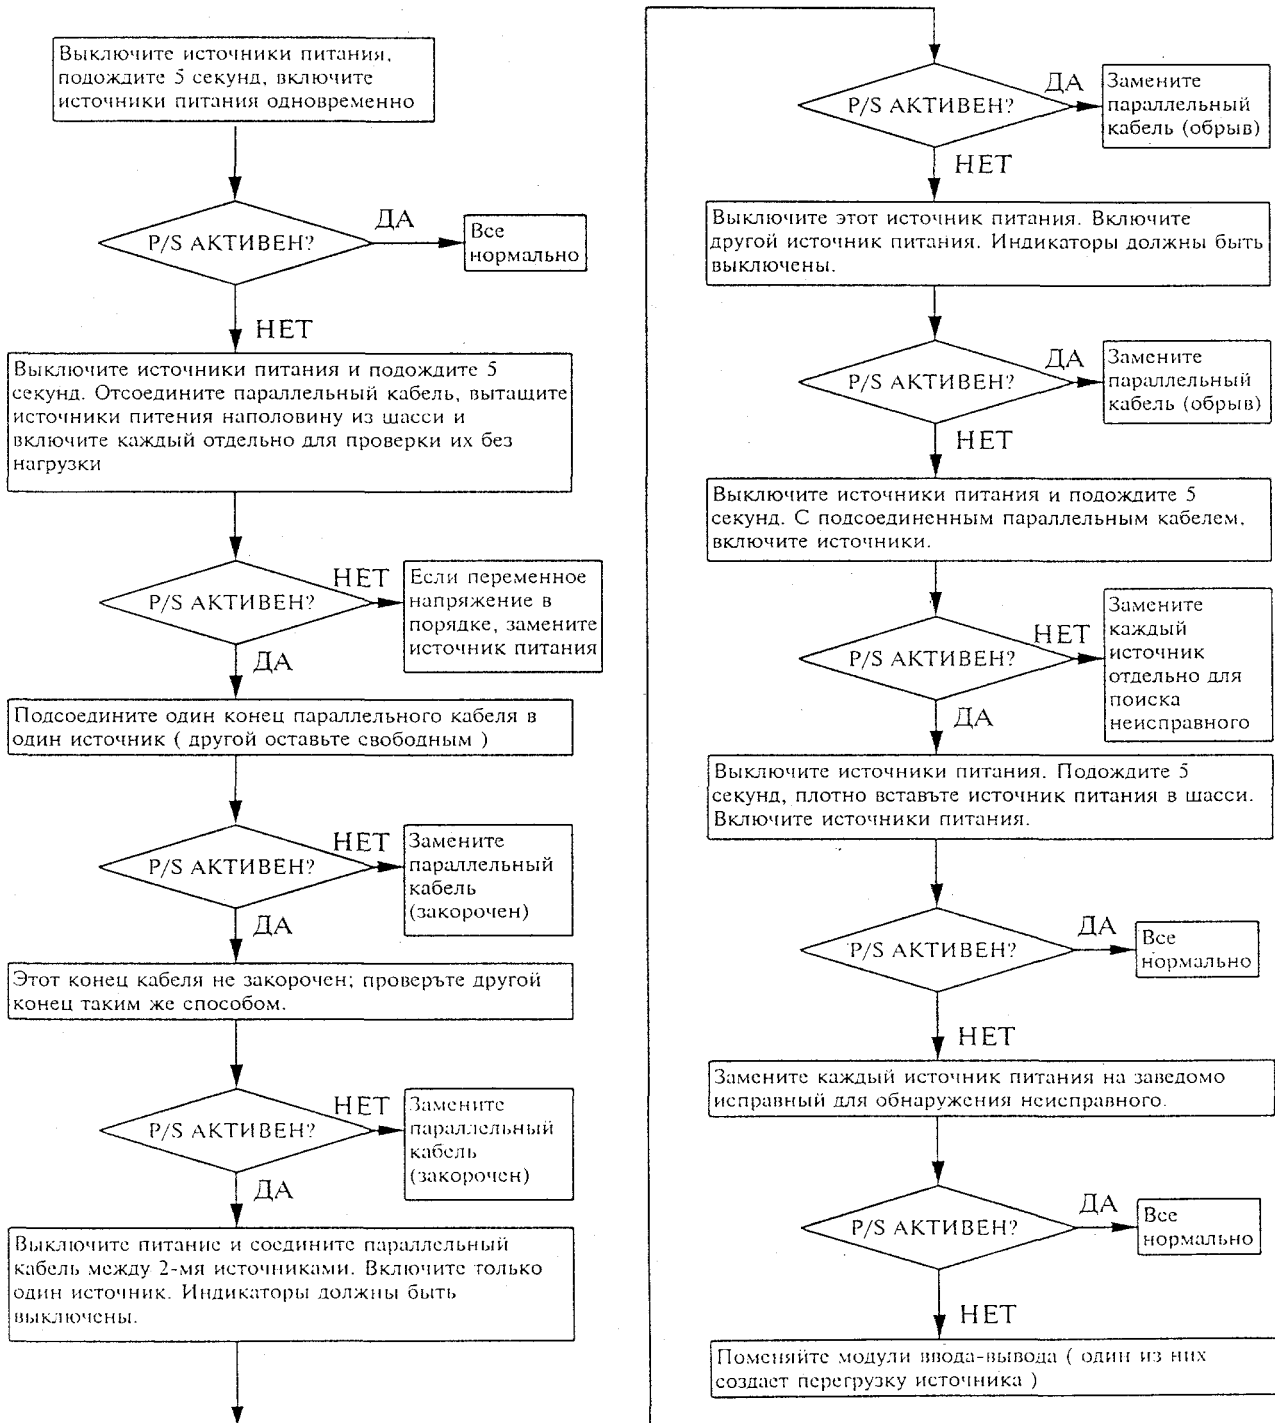 Выключите источники питания,
подождите 5 секунд, включите
источники питания одновременно
P/S АКТИВЕН?
ДА
Все
нормально
НЕТ
Выключите источники питания и подождите 5
секунд. Отсоедините параллельный кабель, вытащите
источники питения наполовину из шасси и
включите каждый отдельно для проверки их без
нагрузки
P/S АКТИВЕН?
НЕТ
Если переменное
напряжение в
порядке, замените
источник питания
ДА
Подсоедините один конец параллельного кабеля в
один источник ( другой оставьте свободным )
P/S АКТИВЕН?
НЕТ
Замените
параллельный
кабель
(закорочен)
ДА
Этот конец кабеля не закорочен; проверъте другой
конец таким же способом.
P/S АКТИВЕН?
НЕТ
Замените
параллельный
кабель
(закорочен)
ДА
Выключите питание и соедините параллельный
кабель между 2-мя источниками. Включите только
один источник. Индикаторы должны быть
выключены.
P/S АКТИВЕН?
ДА
Замените
параллельный
кабель (обрыв)
НЕТ
Выключите этот источник питания. Включите
другой источник питания. Индикаторы должны быть
выключены.
P/S АКТИВЕН?
ДА
Замените
параллельный
кабель (обрыв)
НЕТ
Выключите источники питания и подождите 5
секунд. С подсоединенным параллельным кабелем,
включите источники.
P/S АКТИВЕН?
НЕТ
Замените
каждый
источник
отдельно для
поиска
неисправного
ДА
Выключите источники питания. Подождите 5
секунд, плотно вставъте источник питания в шасси.
Включите источники питания.
P/S АКТИВЕН?
ДА
Все
нормально
НЕТ
Замените каждый источник питания на заведомо
исправный для обнаружения неисправного.
P/S АКТИВЕН?
ДА
Все
нормально
НЕТ
Поменяйте модули ввода-вывода ( один из них
создает перегрузку источника )